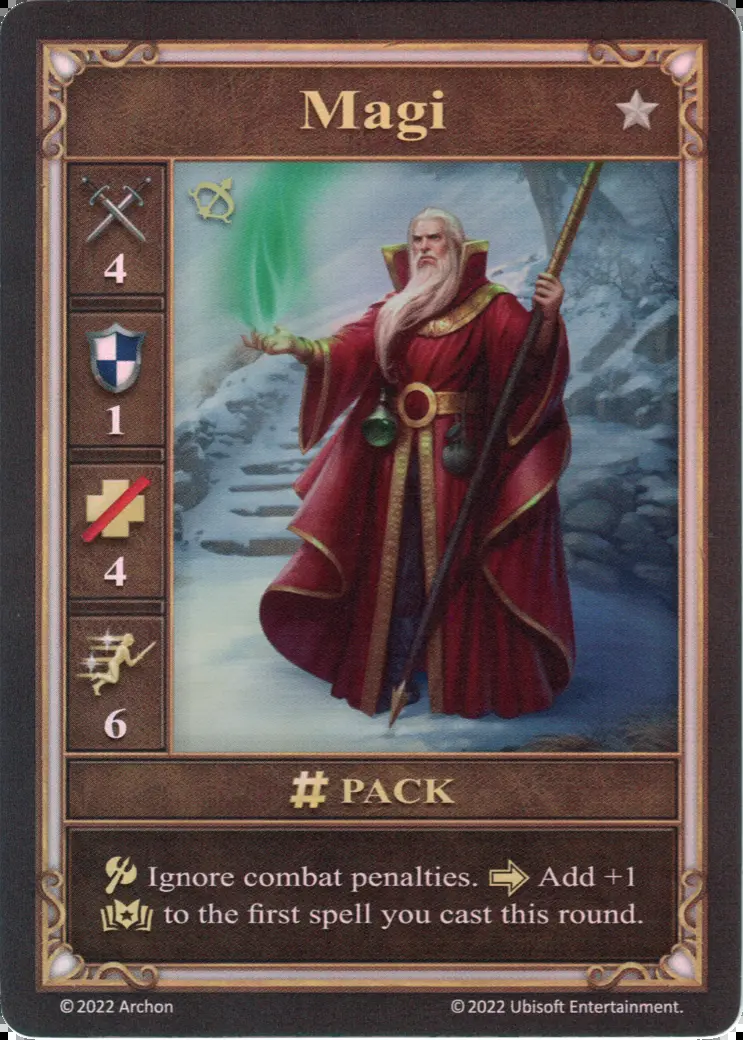 Magi
4
1
4
6
# PACK
Ignore combat penalties. Add +1
to the first spell you cast this round.
© 2022 Archon
© 2022 Ubisoft Entertainment.